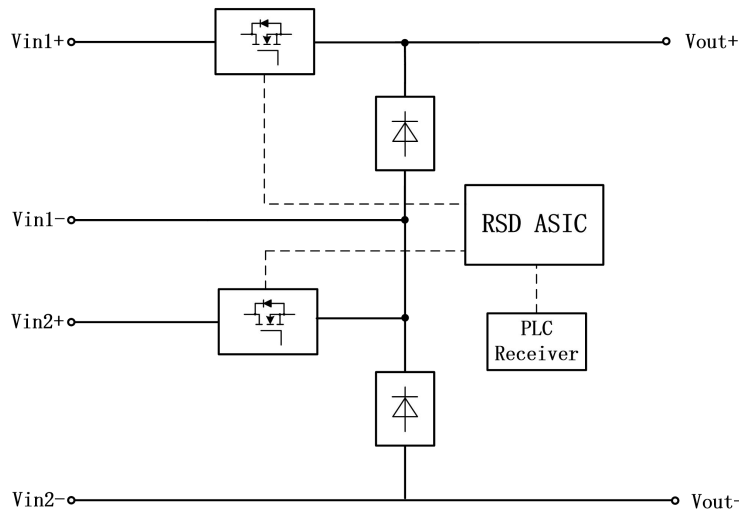 Vin1+
Vout+
Vin1-
RSD ASIC
Vin2+
PLC
Receiver
Vin2-
Vout-